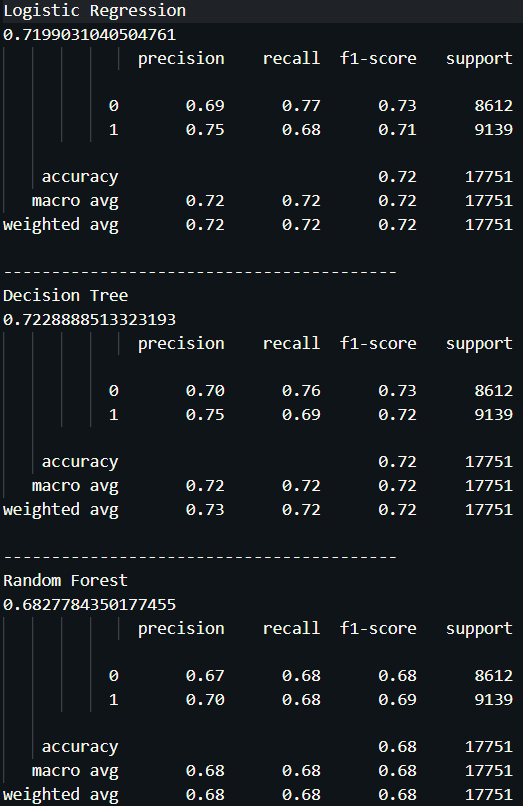 Logistic Regression
0.7199031040504761
precision recall f1-score support
0 0.69 0.77 0.73 8612
1 0.75 0.68 0.71 9139
accuracy 0.72 17751
macro avg 0.72 0.72 0.72 17751
weighted avg 0.72 0.72 0.72 17751
-----------------------------------------
Decision Tree
0.7228888513323193
precision recall f1-score support
0 0.70 0.76 0.73 8612
1 0.75 0.69 0.72 9139
accuracy 0.72 17751
macro avg 0.72 0.72 0.72 17751
weighted avg 0.73 0.72 0.72 17751
-----------------------------------------
Random Forest
0.6827784350177455
precision recall f1-score support
0 0.67 0.68 0.68 8612
1 0.70 0.68 0.69 9139
accuracy 0.68 17751
macro avg 0.68 0.68 0.68 17751
weighted avg 0.68 0.68 0.68 17751